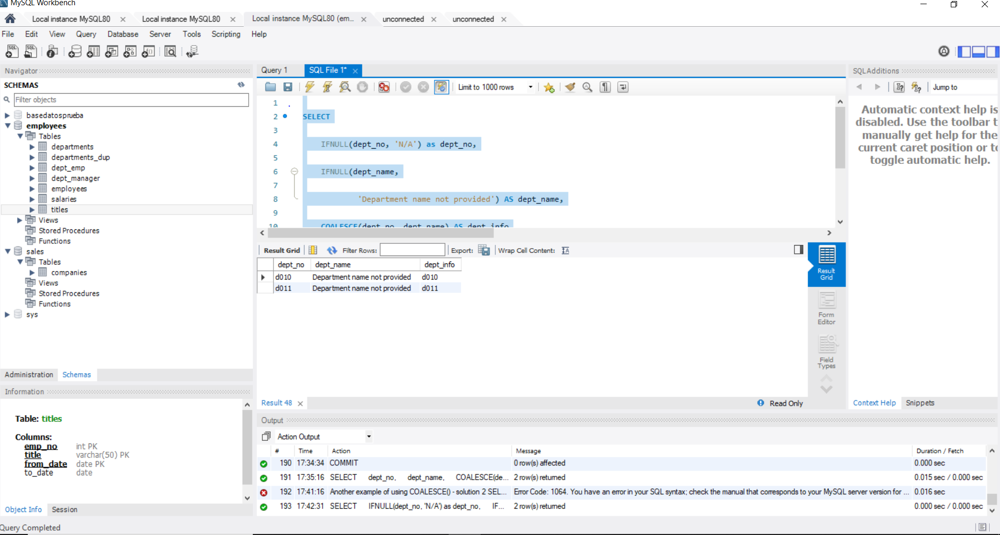 MySQL Workbench
Local instance MySQL80
Local instance MySQL80
Local instance MySQL80 (em...
unconnected
unconnected
File Edit View Query Database Server Tools Scripting Help
Navigator
SCHEMAS
Filter objects
basedatosprueba
employees
Tables
departments
departments_dup
dept_emp
dept_manager
employees
salaries
titles
Views
Stored Procedures
Functions
sales
Tables
companies
Views
Stored Procedures
Functions
sys
Administration Schemas
Information
Table: titles
Columns:
emp_no int PK
title varchar(50) PK
from_date date PK
to_date date
Object Info Session
Query Completed
Query 1
SQL File 1*
Limit to 1000 rows
1 .
2 SELECT
3
4 IFNULL(dept_no, 'N/A') as dept_no,
5
6 IFNULL(dept_name,
7
8 'Department name not provided') AS dept_name,
9
10 COALESCE(dept_no, dept_name) AS dept_info
Result Grid Filter Rows: Export: Wrap Cell Content:
dept_no dept_name dept_info
d010 Department name not provided d010
d011 Department name not provided d011
Result
Grid
Form
Editor
Field
Types
Result 48
Read Only
SQLAdditions
Jump to
Automatic context help is
disabled. Use the toolbar t
manually get help for the
current caret position or to
toggle automatic help.
Context Help Snippets
Output
Action Output
# Time Action Message Duration / Fetch
190 17:34:34 COMMIT 0 row(s) affected 0.000 sec
191 17:35:16 SELECT dept_no, dept_name, COALESCE(de... 2 row(s) returned 0.015 sec / 0.000 sec
192 17:41:16 Another example of using COALESCE() - solution 2 SEL... Error Code: 1064. You have an error in your SQL syntax; check the manual that corresponds to your MySQL server version for ... 0.016 sec
193 17:42:31 SELECT IFNULL(dept_no, 'N/A') as dept_no, IF... 2 row(s) returned 0.000 sec / 0.000 sec